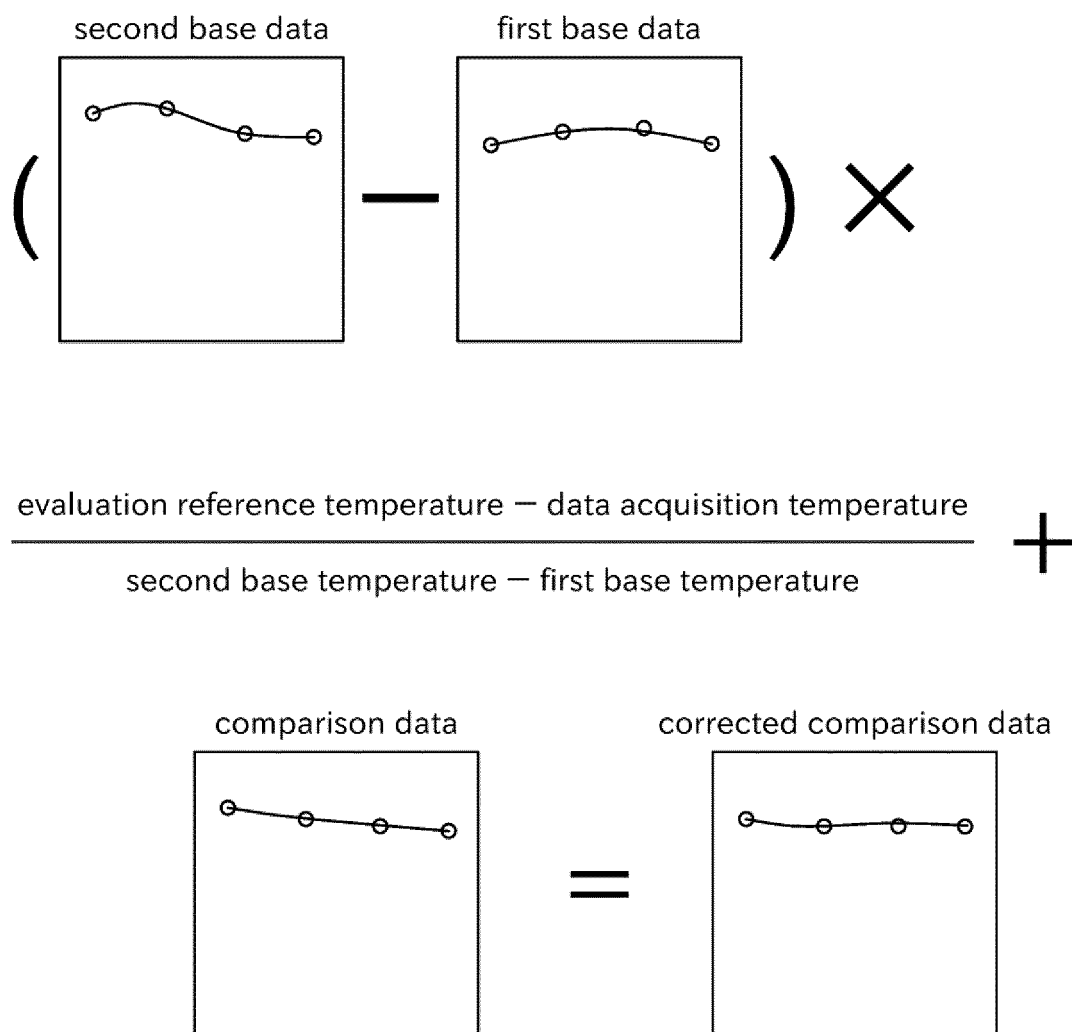 second base data first base data
( − ) ×
evaluation reference temperature − data acquisition temperature
+
second base temperature − first base temperature
comparison data corrected comparison data
=